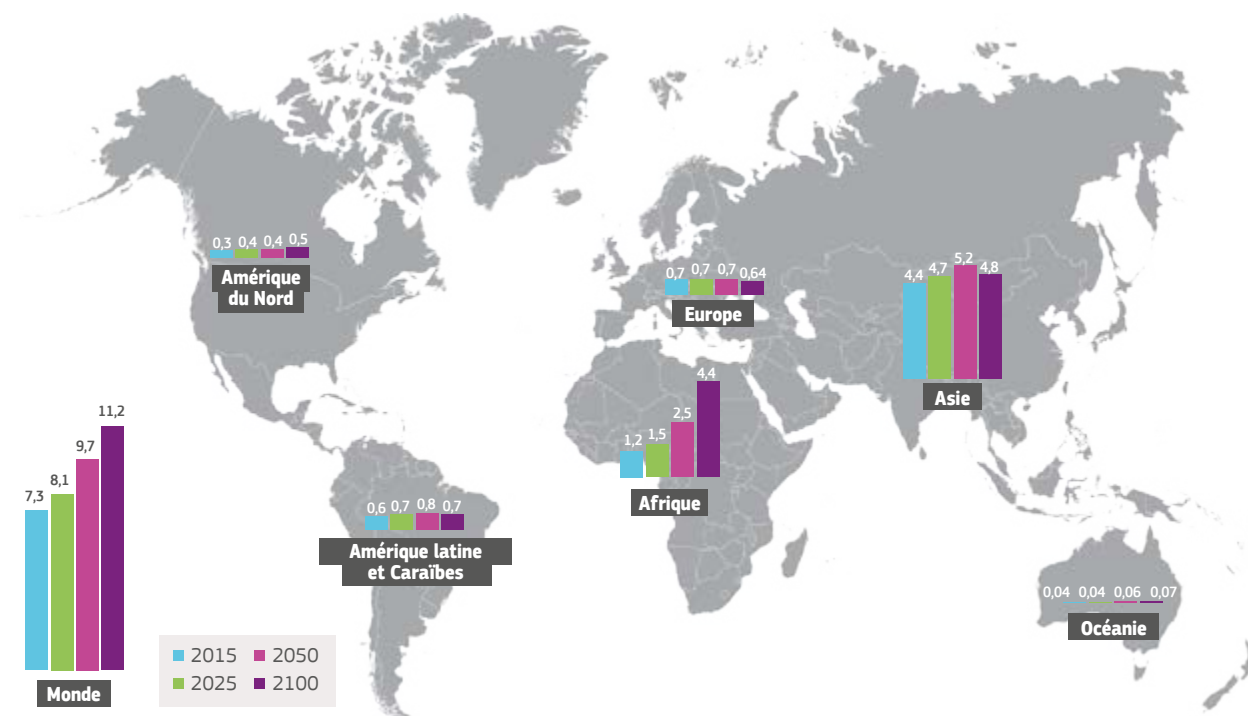 0,3 0,4 0,4 0,5
Amérique
du Nord
0,7 0,7 0,7 0,64
Europe
4,4 4,7 5,2 4,8
Asie
1,2 1,5 2,5 4,4
Afrique
7,3 8,1 9,7 11,2
Monde
0,6 0,7 0,8 0,7
Amérique latine
et Caraïbes
0,04 0,04 0,06 0,07
Océanie
2015 2050
2025 2100